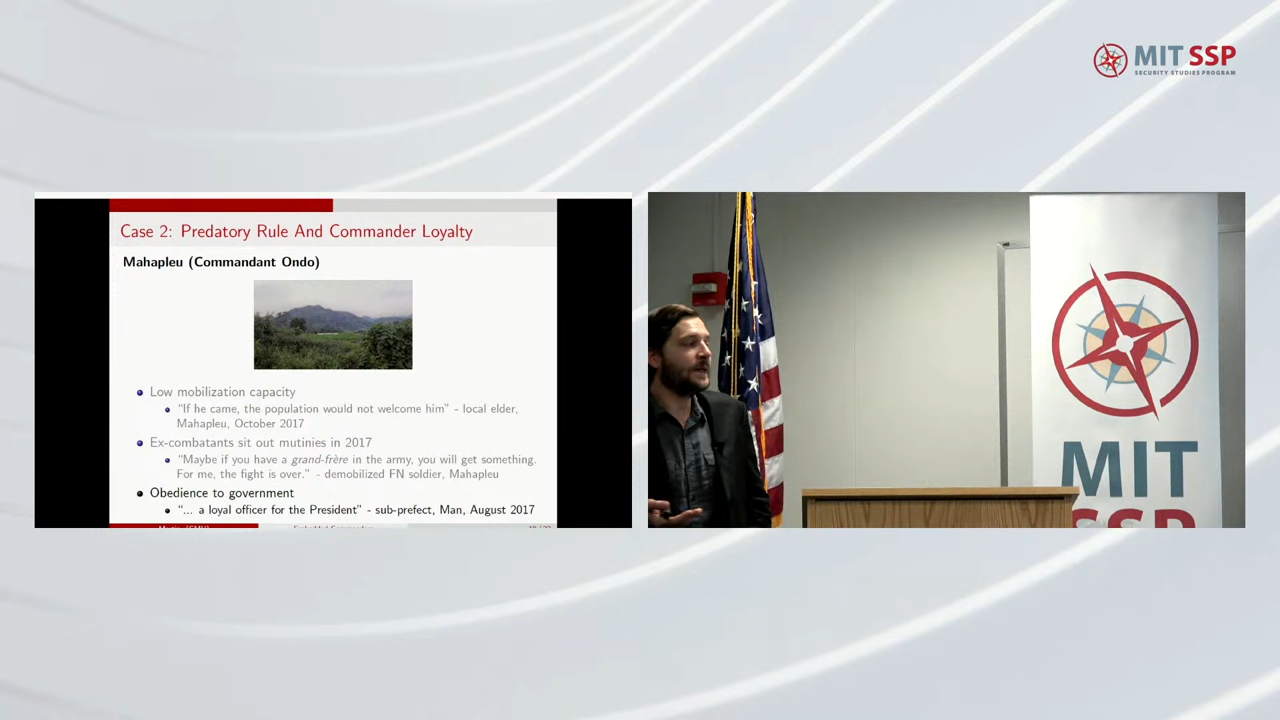 MIT SSP
SECURITY STUDIES PROGRAM
Case 2: Predatory Rule And Commander Loyalty
Mahapleu (Commandant Ondo)
Low mobilization capacity
"If he came, the population would not welcome him" - local elder,
Mahapleu, October 2017
Ex-combatants sit out mutinies in 2017
"Maybe if you have a grand-frère in the army, you will get something.
For me, the fight is over." - demobilized FN soldier, Mahapleu
Obedience to government
"... a loyal officer for the President" - sub-prefect, Man, August 2017
MIT
SSP